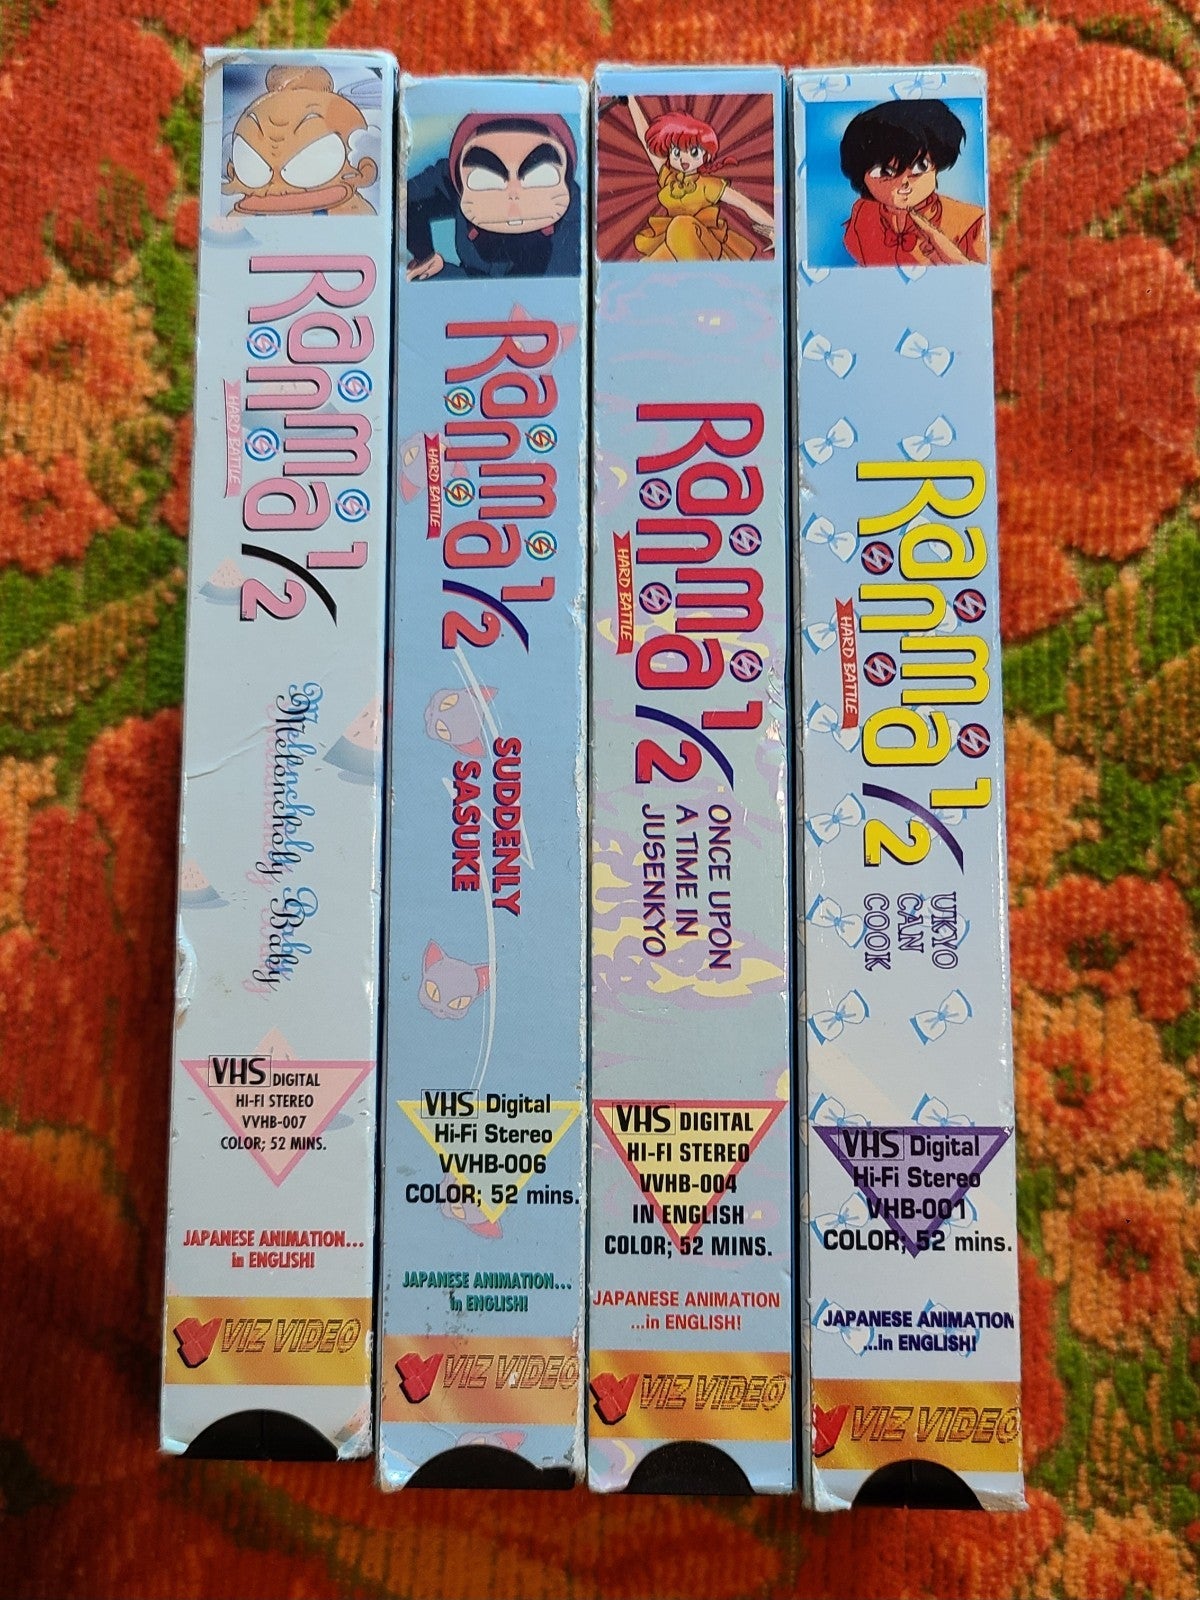 Ranma 1/2
HARD BATTLE
Melancholy Baby
VHS DIGITAL
HI-FI STEREO
VVHB-007
COLOR; 52 MINS.
JAPANESE ANIMATION...
in ENGLISH!
VIZ VIDEO
Ranma 1/2
HARD BATTLE
SUDDENLY
SASUKE
VHS Digital
Hi-Fi Stereo
VVHB-006
COLOR; 52 mins.
JAPANESE ANIMATION...
in ENGLISH!
VIZ VIDEO
Ranma 1/2
HARD BATTLE
ONCE UPON
A TIME IN
JUSENKYO
VHS DIGITAL
HI-FI STEREO
VVHB-004
IN ENGLISH
COLOR; 52 MINS.
JAPANESE ANIMATION
...in ENGLISH!
VIZ VIDEO
Ranma 1/2
HARD BATTLE
UKYO
CAN
COOK
VHS Digital
Hi-Fi Stereo
VHB-001
COLOR; 52 mins.
JAPANESE ANIMATION
...in ENGLISH!
VIZ VIDEO